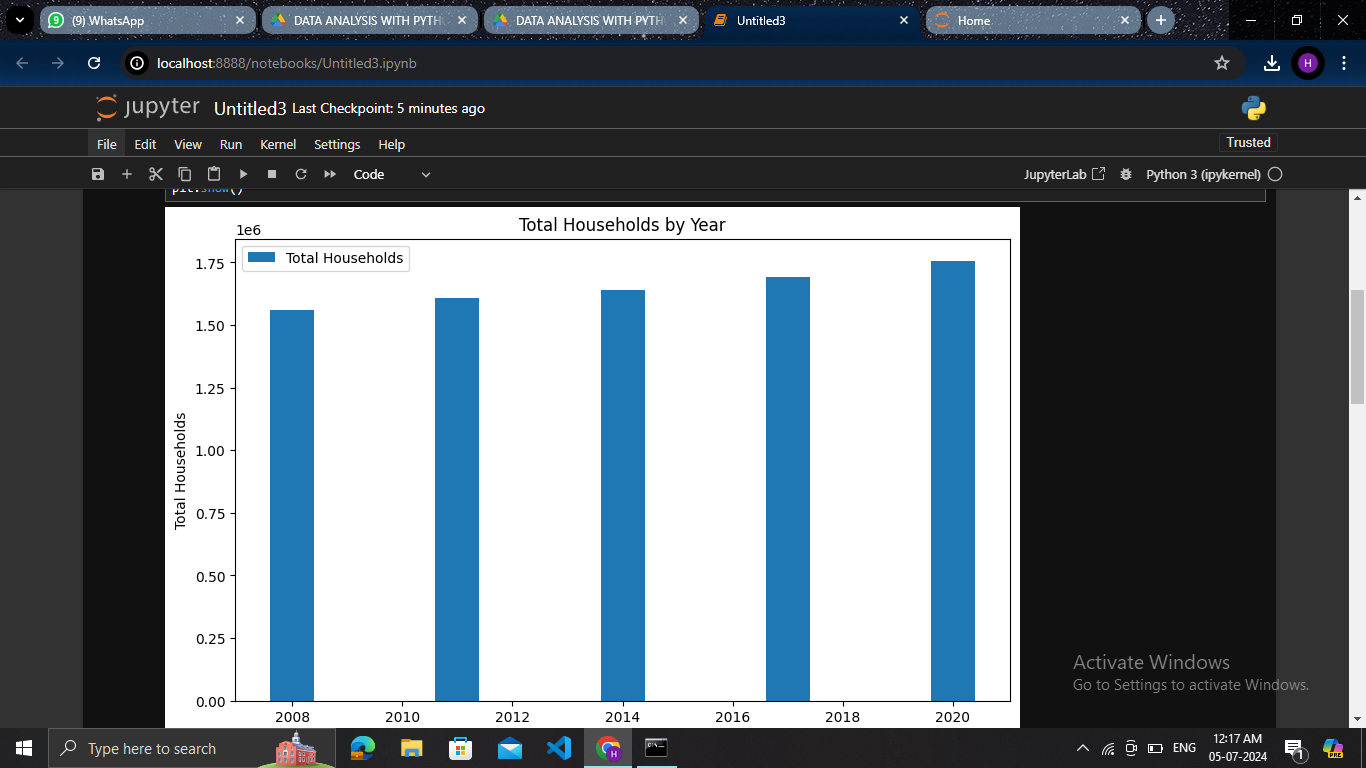 (9) WhatsApp
DATA ANALYSIS WITH PYTH
DATA ANALYSIS WITH PYTH
Untitled3
Home
localhost:8888/notebooks/Untitled3.ipynb
H
jupyter Untitled3 Last Checkpoint: 5 minutes ago
File Edit View Run Kernel Settings Help
Trusted
Code
JupyterLab
Python 3 (ipykernel)
plt.show()
Total Households by Year
1e6
Total Households
1.75
1.50
1.25
1.00
0.75
0.50
0.25
0.00
Total Households
2008 2010 2012 2014 2016 2018 2020
Activate Windows
Go to Settings to activate Windows.
Type here to search
H
ENG
12:17 AM
05-07-2024
1
PRE